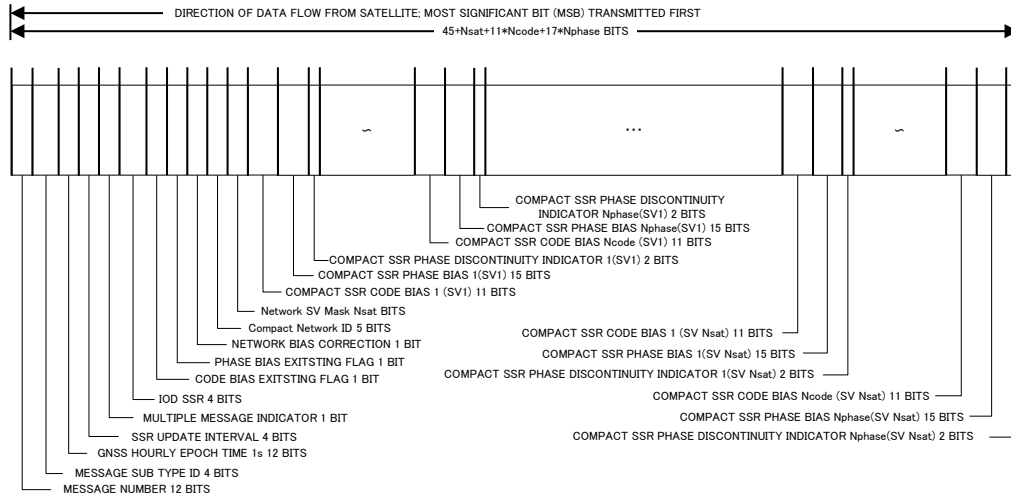 DIRECTION OF DATA FLOW FROM SATELLITE; MOST SIGNIFICANT BIT (MSB) TRANSMITTED FIRST
45+Nsat+11*Ncode+17*Nphase BITS
∽
...
∽
COMPACT SSR PHASE DISCONTINUITY
INDICATOR Nphase(SV1) 2 BITS
COMPACT SSR PHASE BIAS Nphase(SV1) 15 BITS
COMPACT SSR CODE BIAS Ncode (SV1) 11 BITS
COMPACT SSR PHASE DISCONTINUITY INDICATOR 1(SV1) 2 BITS
COMPACT SSR PHASE BIAS 1(SV1) 15 BITS
COMPACT SSR CODE BIAS 1 (SV1) 11 BITS
Network SV Mask Nsat BITS
Compact Network ID 5 BITS
NETWORK BIAS CORRECTION 1 BIT
PHASE BIAS EXITSTING FLAG 1 BIT
CODE BIAS EXITSTING FLAG 1 BIT
IOD SSR 4 BITS
MULTIPLE MESSAGE INDICATOR 1 BIT
SSR UPDATE INTERVAL 4 BITS
GNSS HOURLY EPOCH TIME 1s 12 BITS
MESSAGE SUB TYPE ID 4 BITS
MESSAGE NUMBER 12 BITS
COMPACT SSR CODE BIAS 1 (SV Nsat) 11 BITS
COMPACT SSR PHASE BIAS 1(SV Nsat) 15 BITS
COMPACT SSR PHASE DISCONTINUITY INDICATOR 1(SV Nsat) 2 BITS
COMPACT SSR CODE BIAS Ncode (SV Nsat) 11 BITS
COMPACT SSR PHASE BIAS Nphase(SV Nsat) 15 BITS
COMPACT SSR PHASE DISCONTINUITY INDICATOR Nphase(SV Nsat) 2 BITS